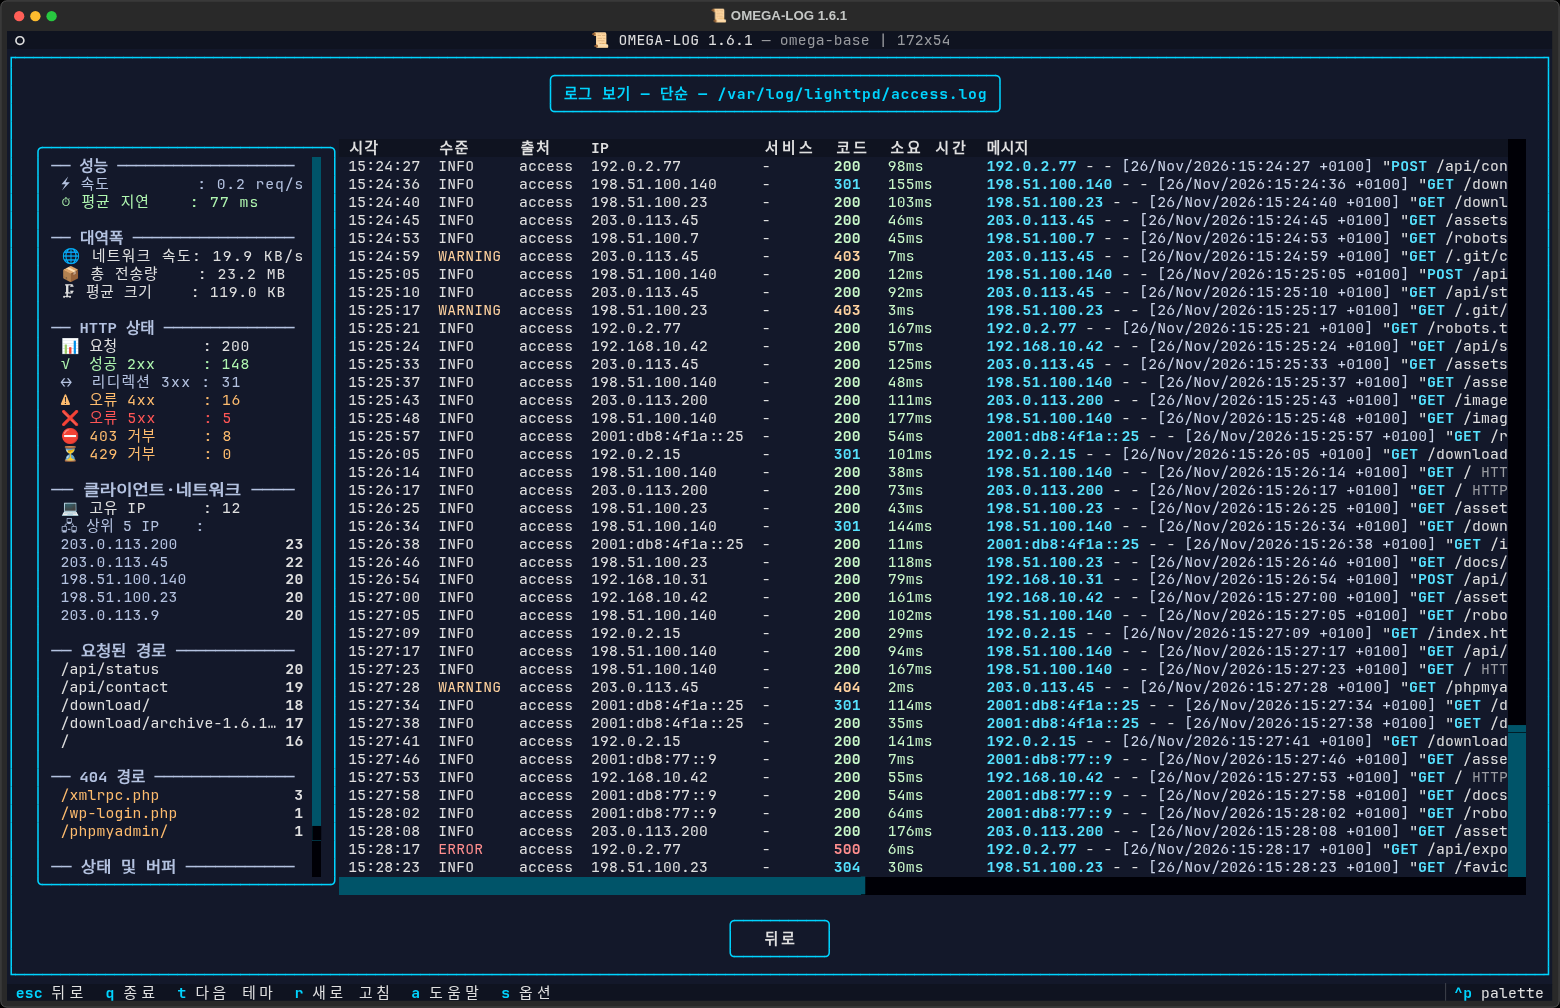 📜 OMEGA-LOG 1.6.1
📜 OMEGA-LOG 1.6.1 — omega-base | 172x54
로그 보기 — 단순 — /var/log/lighttpd/access.log
── 성능 ──
⚡ 속도 : 0.2 req/s
⏱ 평균 지연 : 77 ms
── 대역폭 ──
🌐 네트워크 속도: 19.9 KB/s
📦 총 전송량 : 23.2 MB
🗜 평균 크기 : 119.0 KB
── HTTP 상태 ──
📊 요청 : 200
√ 성공 2xx : 148
↔ 리디렉션 3xx : 31
⚠ 오류 4xx : 16
❌ 오류 5xx : 5
⛔ 403 거부 : 8
⏳ 429 거부 : 0
── 클라이언트·네트워크 ──
💻 고유 IP : 12
🖧 상위 5 IP :
203.0.113.200 23
203.0.113.45 22
198.51.100.140 20
198.51.100.23 20
203.0.113.9 20
── 요청된 경로 ──
/api/status 20
/api/contact 19
/download/ 18
/download/archive-1.6.1… 17
/ 16
── 404 경로 ──
/xmlrpc.php 3
/wp-login.php 1
/phpmyadmin/ 1
── 상태 및 버퍼 ──
시각 수준 출처 IP 서비스 코드 소요 시간 메시지
15:24:27 INFO access 192.0.2.77 - 200 98ms 192.0.2.77 - - [26/Nov/2026:15:24:27 +0100] "POST /api/con
15:24:36 INFO access 198.51.100.140 - 301 155ms 198.51.100.140 - - [26/Nov/2026:15:24:36 +0100] "GET /down
15:24:40 INFO access 198.51.100.23 - 200 103ms 198.51.100.23 - - [26/Nov/2026:15:24:40 +0100] "GET /downl
15:24:45 INFO access 203.0.113.45 - 200 46ms 203.0.113.45 - - [26/Nov/2026:15:24:45 +0100] "GET /assets
15:24:53 INFO access 198.51.100.7 - 200 45ms 198.51.100.7 - - [26/Nov/2026:15:24:53 +0100] "GET /robots
15:24:59 WARNING access 203.0.113.45 - 403 7ms 203.0.113.45 - - [26/Nov/2026:15:24:59 +0100] "GET /.git/c
15:25:05 INFO access 198.51.100.140 - 200 12ms 198.51.100.140 - - [26/Nov/2026:15:25:05 +0100] "POST /api
15:25:10 INFO access 203.0.113.45 - 200 92ms 203.0.113.45 - - [26/Nov/2026:15:25:10 +0100] "GET /api/st
15:25:17 WARNING access 198.51.100.23 - 403 3ms 198.51.100.23 - - [26/Nov/2026:15:25:17 +0100] "GET /.git/
15:25:21 INFO access 192.0.2.77 - 200 167ms 192.0.2.77 - - [26/Nov/2026:15:25:21 +0100] "GET /robots.t
15:25:24 INFO access 192.168.10.42 - 200 57ms 192.168.10.42 - - [26/Nov/2026:15:25:24 +0100] "GET /api/s
15:25:33 INFO access 203.0.113.45 - 200 125ms 203.0.113.45 - - [26/Nov/2026:15:25:33 +0100] "GET /assets
15:25:37 INFO access 198.51.100.140 - 200 48ms 198.51.100.140 - - [26/Nov/2026:15:25:37 +0100] "GET /asse
15:25:43 INFO access 203.0.113.200 - 200 111ms 203.0.113.200 - - [26/Nov/2026:15:25:43 +0100] "GET /image
15:25:48 INFO access 198.51.100.140 - 200 177ms 198.51.100.140 - - [26/Nov/2026:15:25:48 +0100] "GET /imag
15:25:57 INFO access 2001:db8:4f1a::25 - 200 54ms 2001:db8:4f1a::25 - - [26/Nov/2026:15:25:57 +0100] "GET /r
15:26:05 INFO access 192.0.2.15 - 301 101ms 192.0.2.15 - - [26/Nov/2026:15:26:05 +0100] "GET /download
15:26:14 INFO access 198.51.100.140 - 200 38ms 198.51.100.140 - - [26/Nov/2026:15:26:14 +0100] "GET / HTT
15:26:17 INFO access 203.0.113.200 - 200 73ms 203.0.113.200 - - [26/Nov/2026:15:26:17 +0100] "GET / HTTP
15:26:25 INFO access 198.51.100.23 - 200 43ms 198.51.100.23 - - [26/Nov/2026:15:26:25 +0100] "GET /asset
15:26:34 INFO access 198.51.100.140 - 301 144ms 198.51.100.140 - - [26/Nov/2026:15:26:34 +0100] "GET /down
15:26:38 INFO access 2001:db8:4f1a::25 - 200 11ms 2001:db8:4f1a::25 - - [26/Nov/2026:15:26:38 +0100] "GET /i
15:26:46 INFO access 198.51.100.23 - 200 118ms 198.51.100.23 - - [26/Nov/2026:15:26:46 +0100] "GET /docs/
15:26:54 INFO access 192.168.10.31 - 200 79ms 192.168.10.31 - - [26/Nov/2026:15:26:54 +0100] "POST /api/
15:27:00 INFO access 192.168.10.42 - 200 161ms 192.168.10.42 - - [26/Nov/2026:15:27:00 +0100] "GET /asset
15:27:05 INFO access 198.51.100.140 - 200 102ms 198.51.100.140 - - [26/Nov/2026:15:27:05 +0100] "GET /robo
15:27:09 INFO access 192.0.2.15 - 200 29ms 192.0.2.15 - - [26/Nov/2026:15:27:09 +0100] "GET /index.ht
15:27:17 INFO access 198.51.100.140 - 200 94ms 198.51.100.140 - - [26/Nov/2026:15:27:17 +0100] "GET /api/
15:27:23 INFO access 198.51.100.140 - 200 167ms 198.51.100.140 - - [26/Nov/2026:15:27:23 +0100] "GET / HTT
15:27:28 WARNING access 203.0.113.45 - 404 2ms 203.0.113.45 - - [26/Nov/2026:15:27:28 +0100] "GET /phpmya
15:27:34 INFO access 2001:db8:4f1a::25 - 301 114ms 2001:db8:4f1a::25 - - [26/Nov/2026:15:27:34 +0100] "GET /d
15:27:38 INFO access 2001:db8:4f1a::25 - 200 35ms 2001:db8:4f1a::25 - - [26/Nov/2026:15:27:38 +0100] "GET /d
15:27:41 INFO access 192.0.2.15 - 200 141ms 192.0.2.15 - - [26/Nov/2026:15:27:41 +0100] "GET /download
15:27:46 INFO access 2001:db8:77::9 - 200 7ms 2001:db8:77::9 - - [26/Nov/2026:15:27:46 +0100] "GET /asse
15:27:53 INFO access 192.168.10.42 - 200 55ms 192.168.10.42 - - [26/Nov/2026:15:27:53 +0100] "GET / HTTP
15:27:58 INFO access 2001:db8:77::9 - 200 54ms 2001:db8:77::9 - - [26/Nov/2026:15:27:58 +0100] "GET /docs
15:28:02 INFO access 2001:db8:77::9 - 200 64ms 2001:db8:77::9 - - [26/Nov/2026:15:28:02 +0100] "GET /robo
15:28:08 INFO access 203.0.113.200 - 200 176ms 203.0.113.200 - - [26/Nov/2026:15:28:08 +0100] "GET /asset
15:28:17 ERROR access 192.0.2.77 - 500 6ms 192.0.2.77 - - [26/Nov/2026:15:28:17 +0100] "GET /api/expo
15:28:23 INFO access 198.51.100.23 - 304 30ms 198.51.100.23 - - [26/Nov/2026:15:28:23 +0100] "GET /favic
뒤로
esc 뒤로 q 종료 t 다음 테마 r 새로 고침 a 도움말 s 옵션 ^p palette